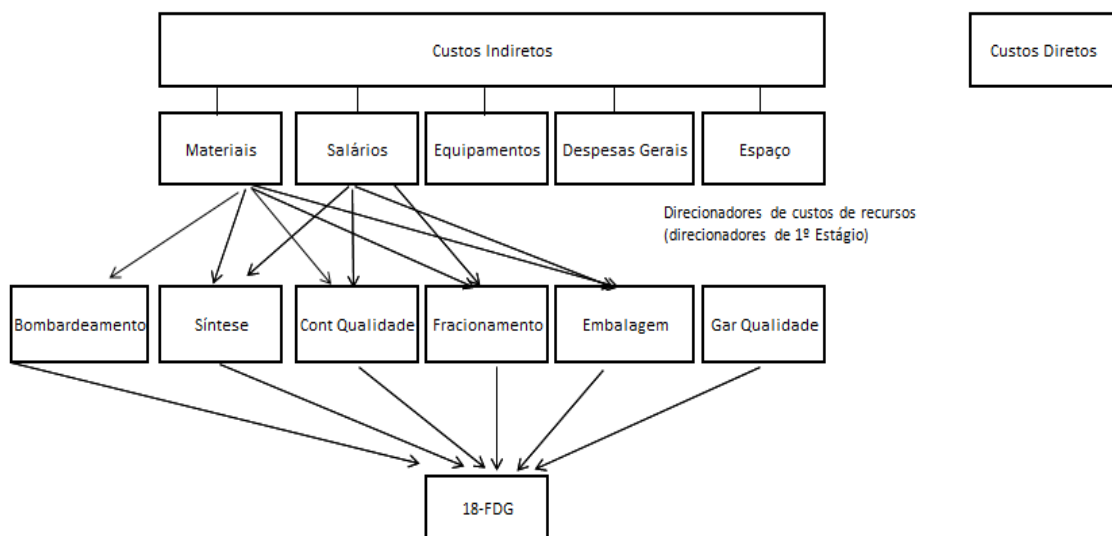 Custos Indiretos
Custos Diretos
Materiais
Salários
Equipamentos
Despesas Gerais
Espaço
Direcionadores de custos de recursos
(direcionadores de 1º Estágio)
Bombardeamento
Síntese
Cont Qualidade
Fracionamento
Embalagem
Gar Qualidade
18-FDG